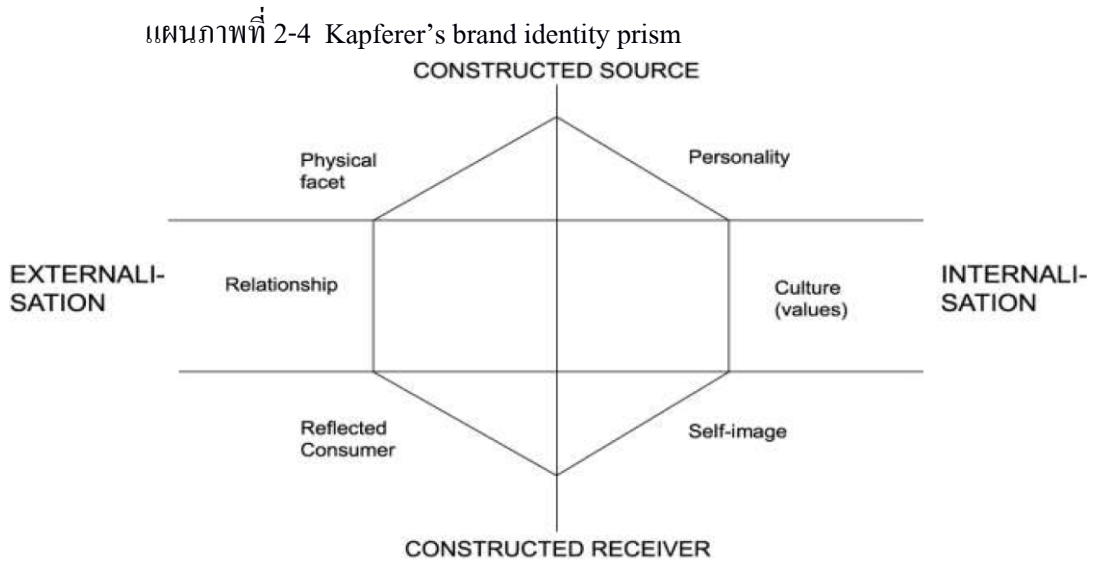 แผนภาพที่ 2-4 Kapferer’s brand identity prism
CONSTRUCTED SOURCE
Physical
facet
Personality
EXTERNALI-
SATION
Relationship
Culture
(values)
INTERNALI-
SATION
Reflected
Consumer
Self-image
CONSTRUCTED RECEIVER